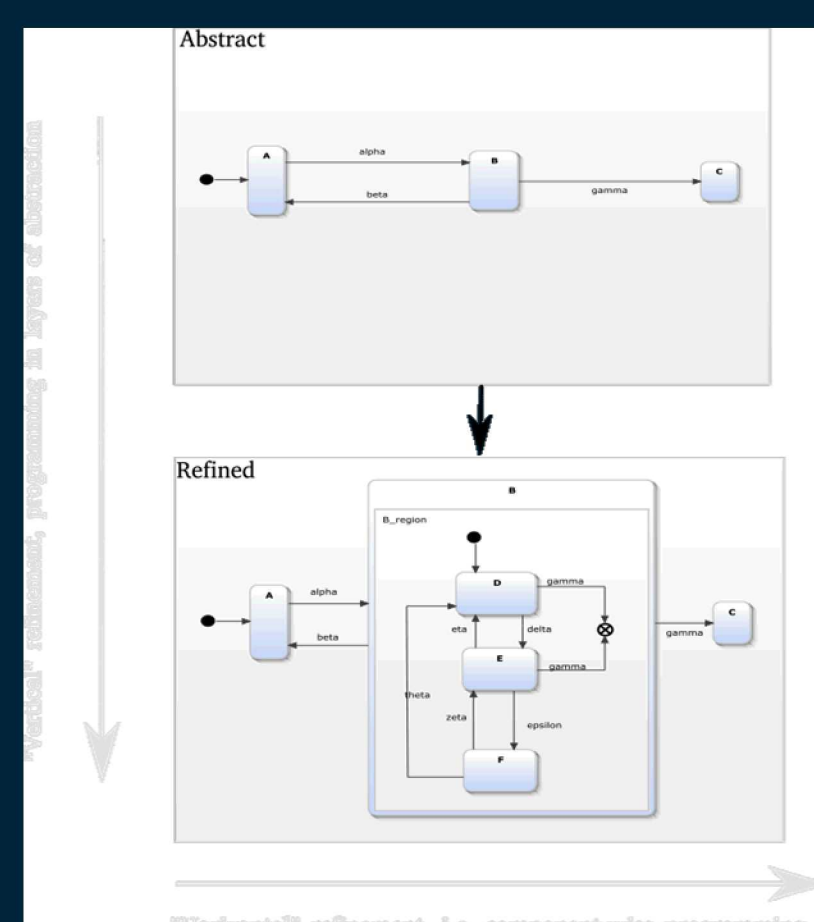 Abstract
A
alpha
B
beta
gamma
C
"Vertical" refinement, programming in layers of abstraction
Refined
B
B_region
A
alpha
beta
D
gamma
eta
delta
E
gamma
theta
zeta
epsilon
F
gamma
C
"Horizontal" refinement, i.e. component-wise programming